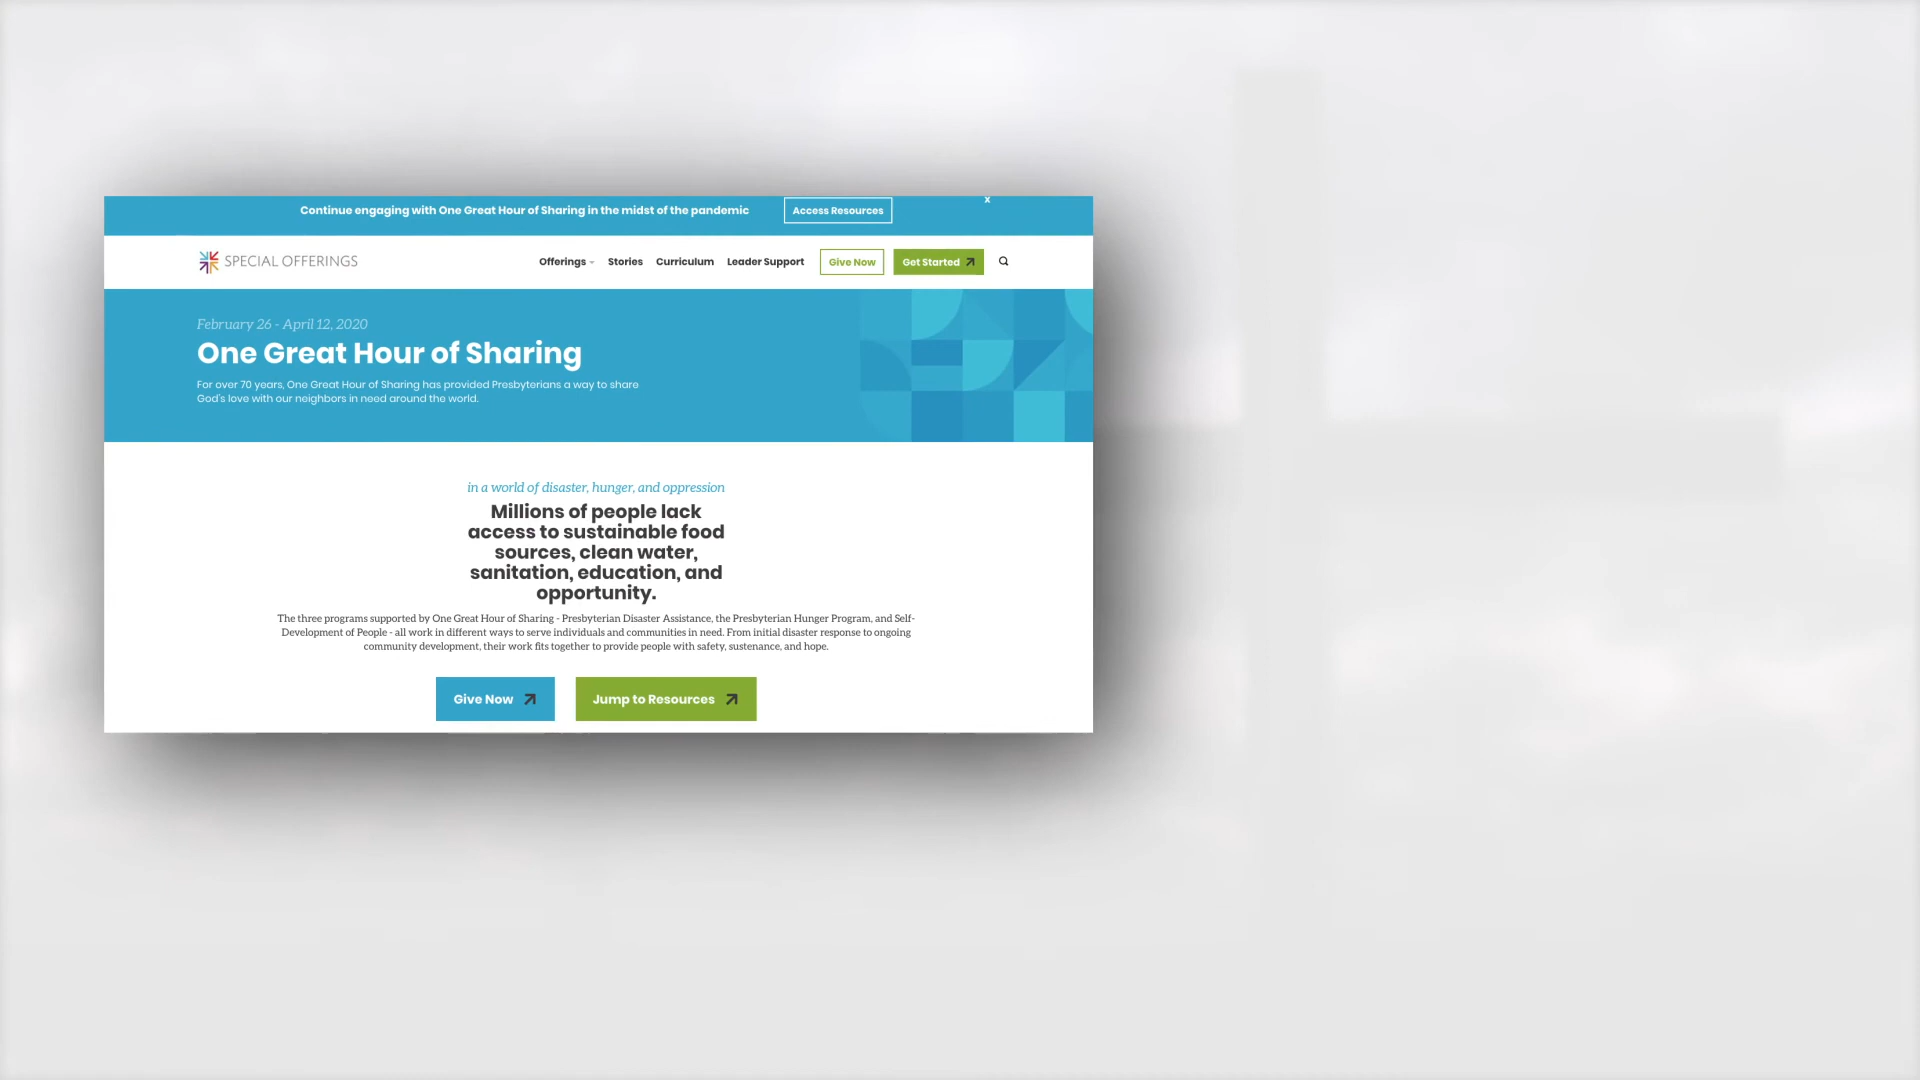 Continue engaging with One Great Hour of Sharing in the midst of the pandemic
Access Resources
x
SPECIAL OFFERINGS
Offerings
Stories
Curriculum
Leader Support
Give Now
Get Started
February 26 - April 12, 2020
One Great Hour of Sharing
For over 70 years, One Great Hour of Sharing has provided Presbyterians a way to share
God's love with our neighbors in need around the world.
in a world of disaster, hunger, and oppression
Millions of people lack
access to sustainable food
sources, clean water,
sanitation, education, and
opportunity.
The three programs supported by One Great Hour of Sharing - Presbyterian Disaster Assistance, the Presbyterian Hunger Program, and Self-
Development of People - all work in different ways to serve individuals and communities in need. From initial disaster response to ongoing
community development, their work fits together to provide people with safety, sustenance, and hope.
Give Now
Jump to Resources